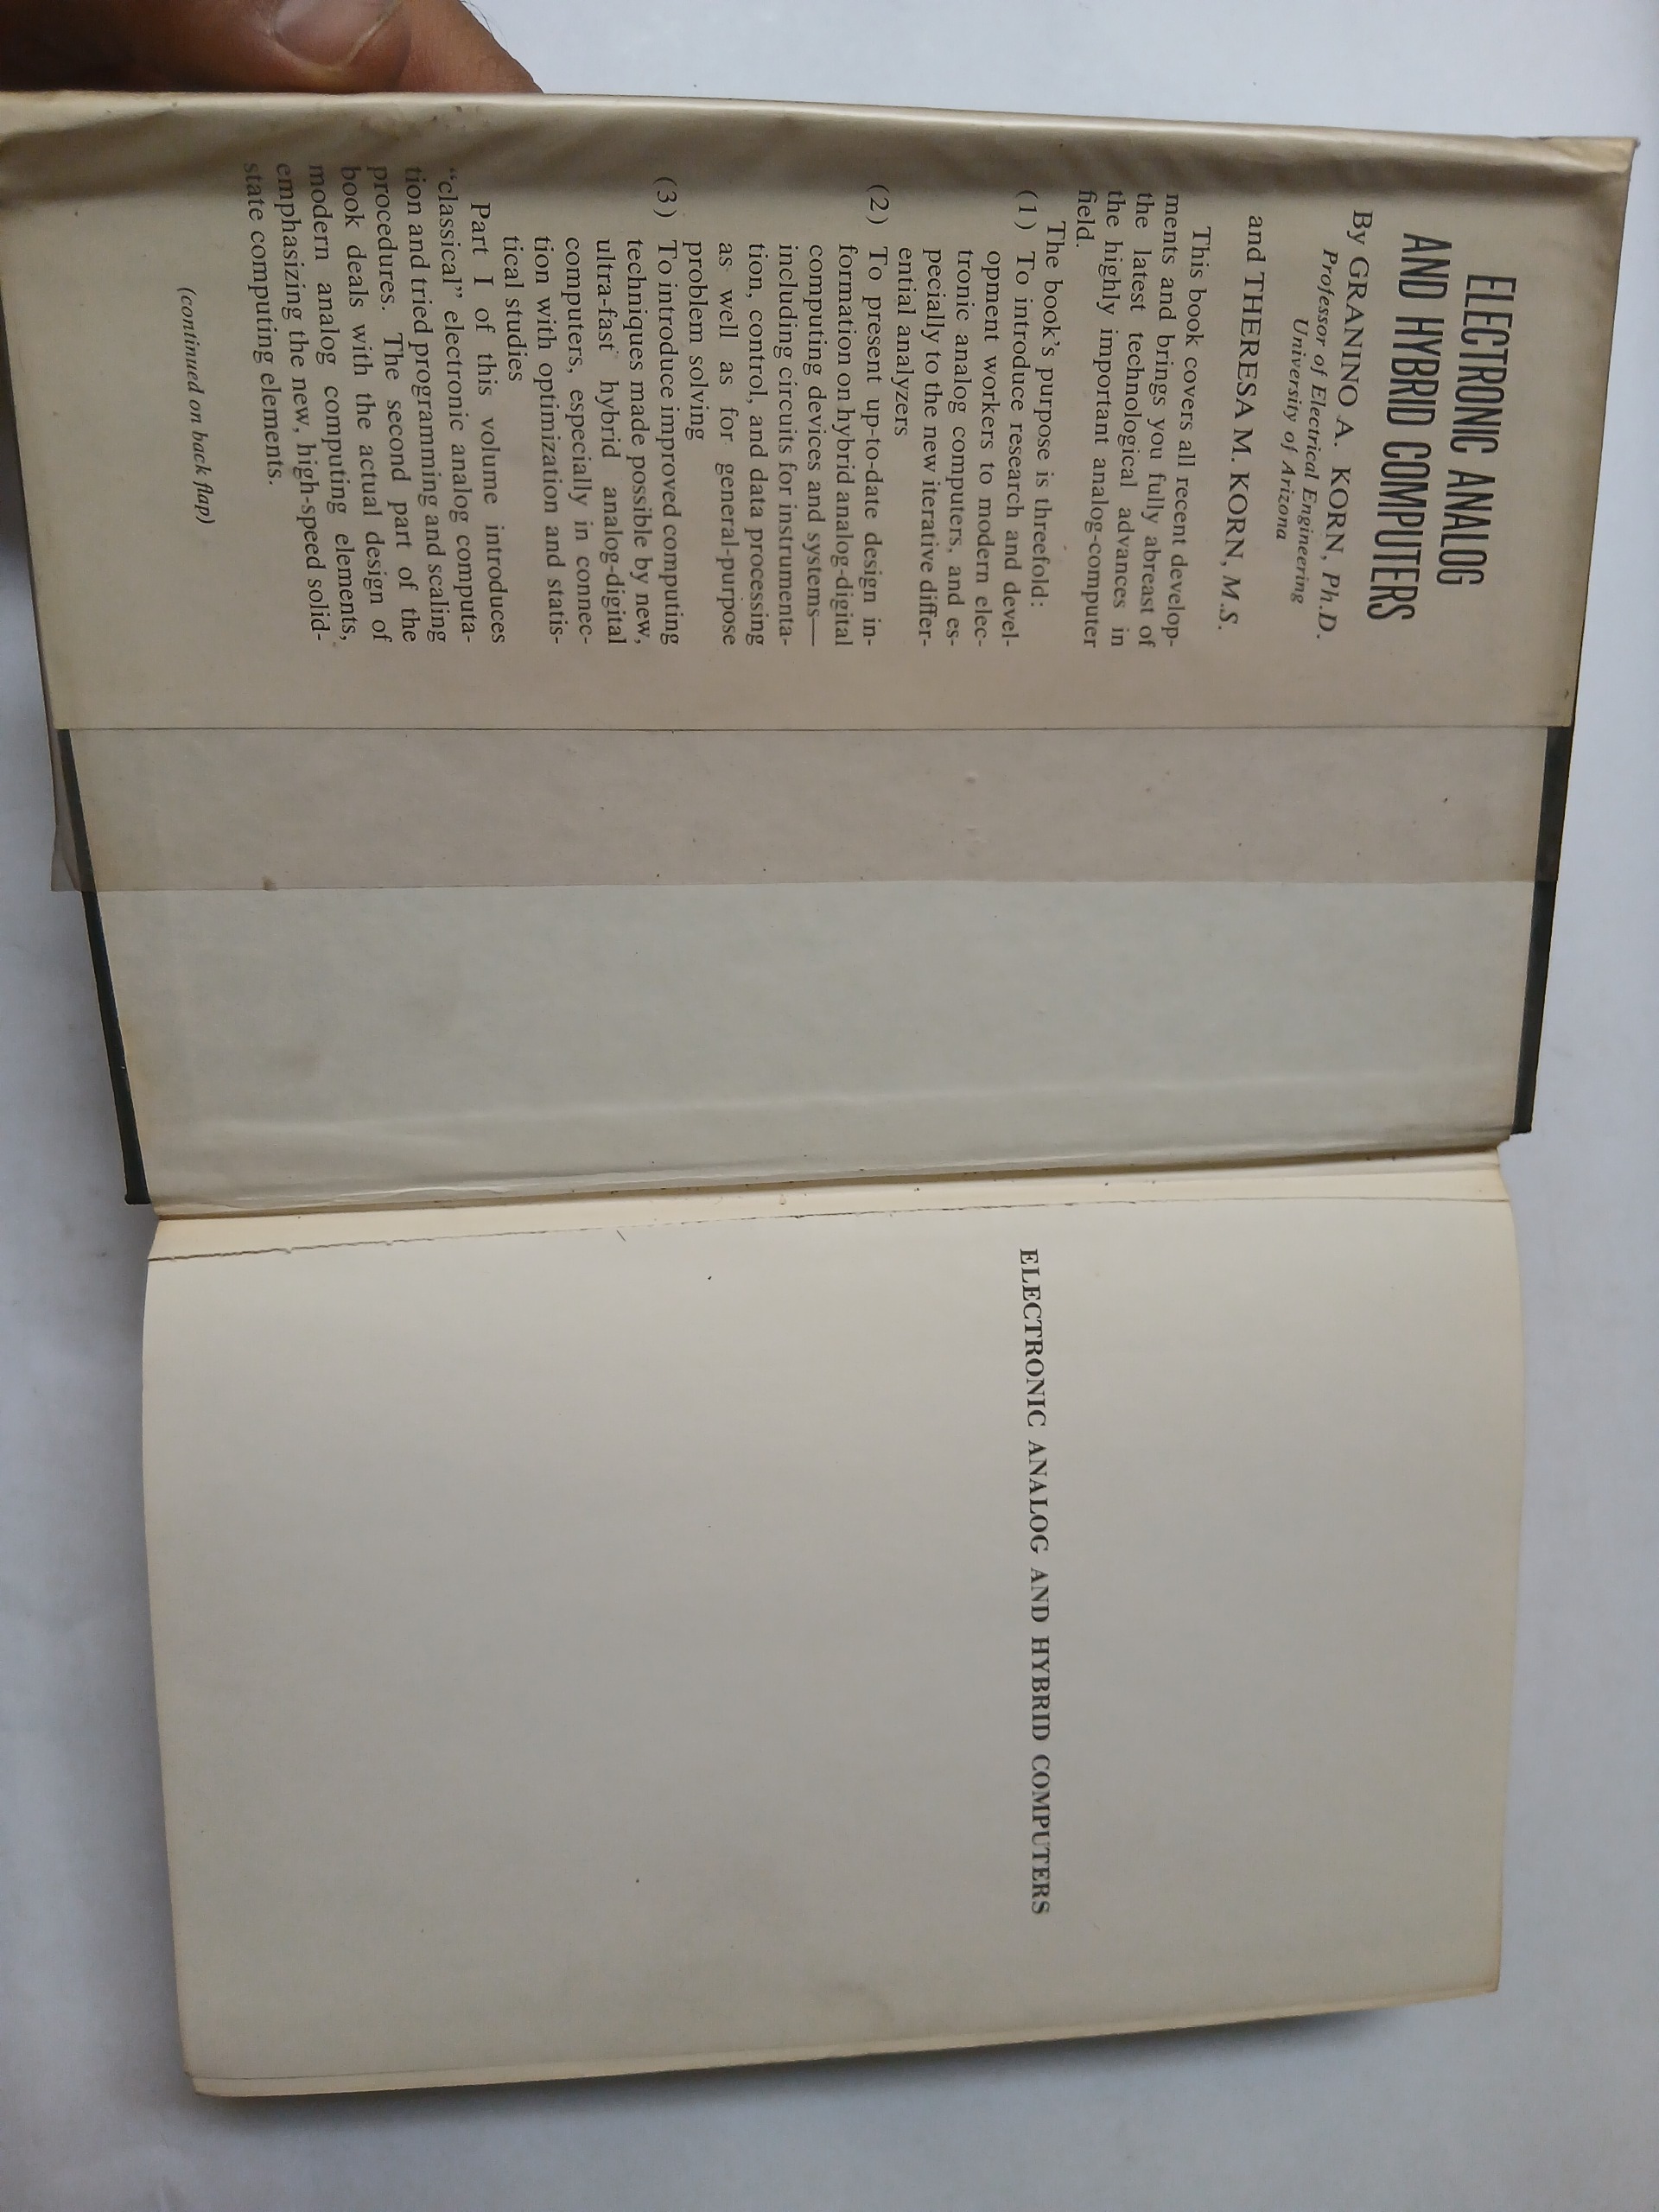 ELECTRONIC ANALOG
AND HYBRID COMPUTERS
By GRANINO A. KORN, Ph.D.
Professor of Electrical Engineering
University of Arizona
and THERESA M. KORN, M.S.
This book covers all recent develop-
ments and brings you fully abreast of
the latest technological advances in
the highly important analog-computer
field.
The book's purpose is threefold:
(1) To introduce research and devel-
opment workers to modern elec-
tronic analog computers, and es-
pecially to the new iterative differ-
ential analyzers
(2) To present up-to-date design in-
formation on hybrid analog-digital
computing devices and systems—
including circuits for instrumenta-
tion, control, and data processing
as well as for general-purpose
problem solving
(3) To introduce improved computing
techniques made possible by new,
ultra-fast hybrid analog-digital
computers, especially in connec-
tion with optimization and statis-
tical studies
Part I of this volume introduces
“classical” electronic analog computa-
tion and tried programming and scaling
procedures. The second part of the
book deals with the actual design of
modern analog computing elements,
emphasizing the new, high-speed solid-
state computing elements.
(continued on back flap)
ELECTRONIC ANALOG AND HYBRID COMPUTERS